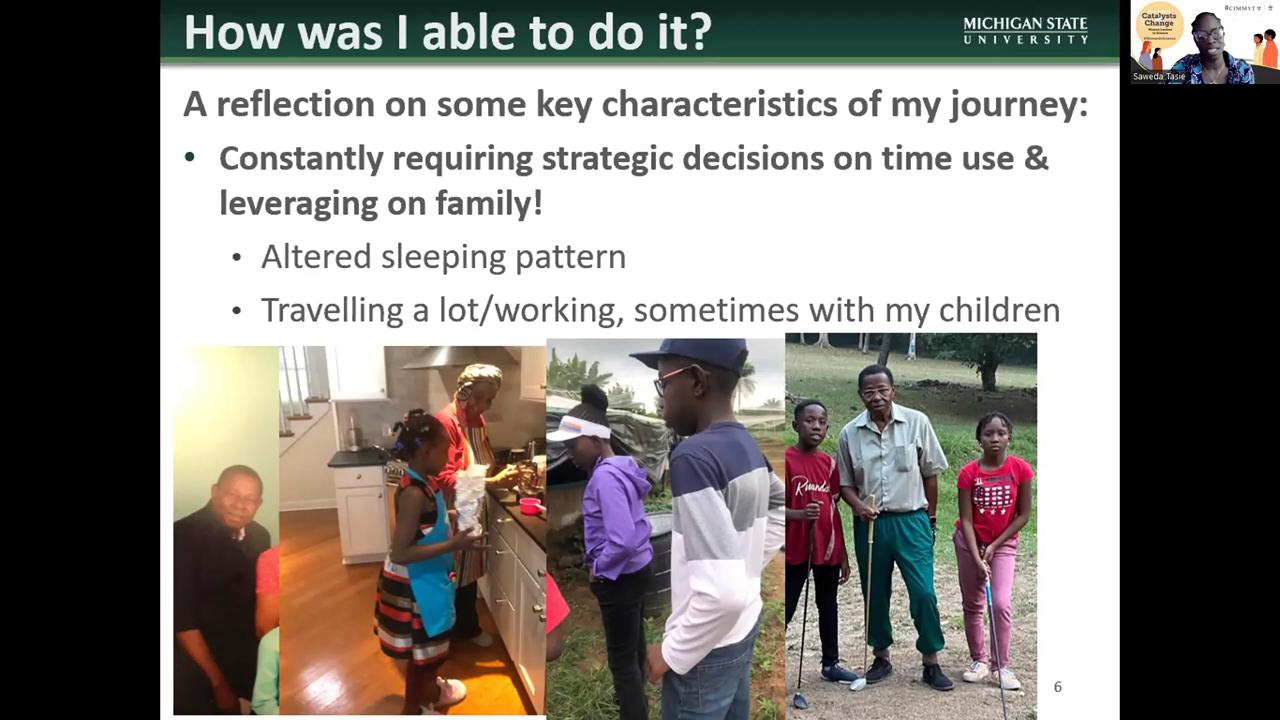 How was I able to do it?
MICHIGAN STATE
UNIVERSITY
A reflection on some key characteristics of my journey:
• Constantly requiring strategic decisions on time use &
leveraging on family!
• Altered sleeping pattern
• Travelling a lot/working, sometimes with my children
Rwanda
6
Catalysts
Change
CIMMYT
Saweda Tasie